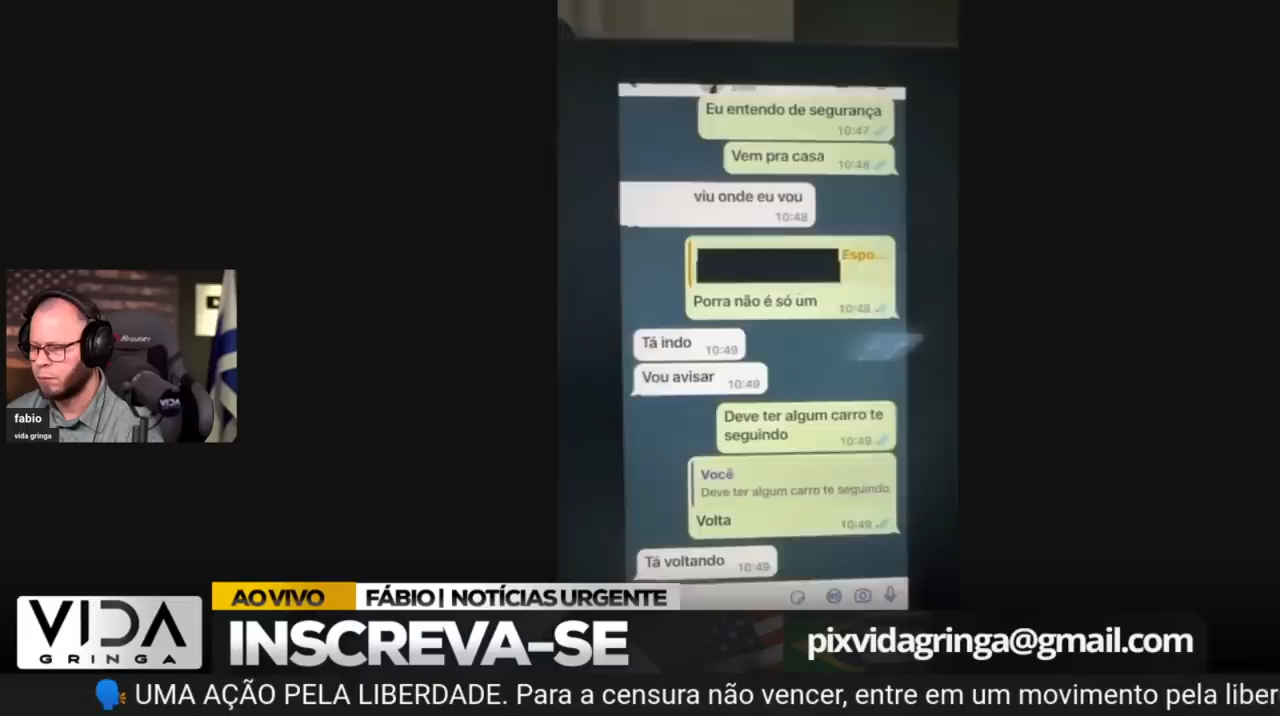 Eu entendo de segurança
10:47
Vem pra casa
10:48
viu onde eu vou
10:48
Espo...
Porra não é só um
10:48
Tá indo
10:49
Vou avisar
10:49
Deve ter algum carro te
seguindo
10:49
Você
Deve ter algum carro te seguindo
Volta
10:49
Tá voltando
10:49
fabio
vida gringa
VIDA
VIDA
GRINGA
AO VIVO
FÁBIO | NOTÍCIAS URGENTE
INSCREVA-SE
pixvidagringa@gmail.com
UMA AÇÃO PELA LIBERDADE. Para a censura não vencer, entre em um movimento pela liber